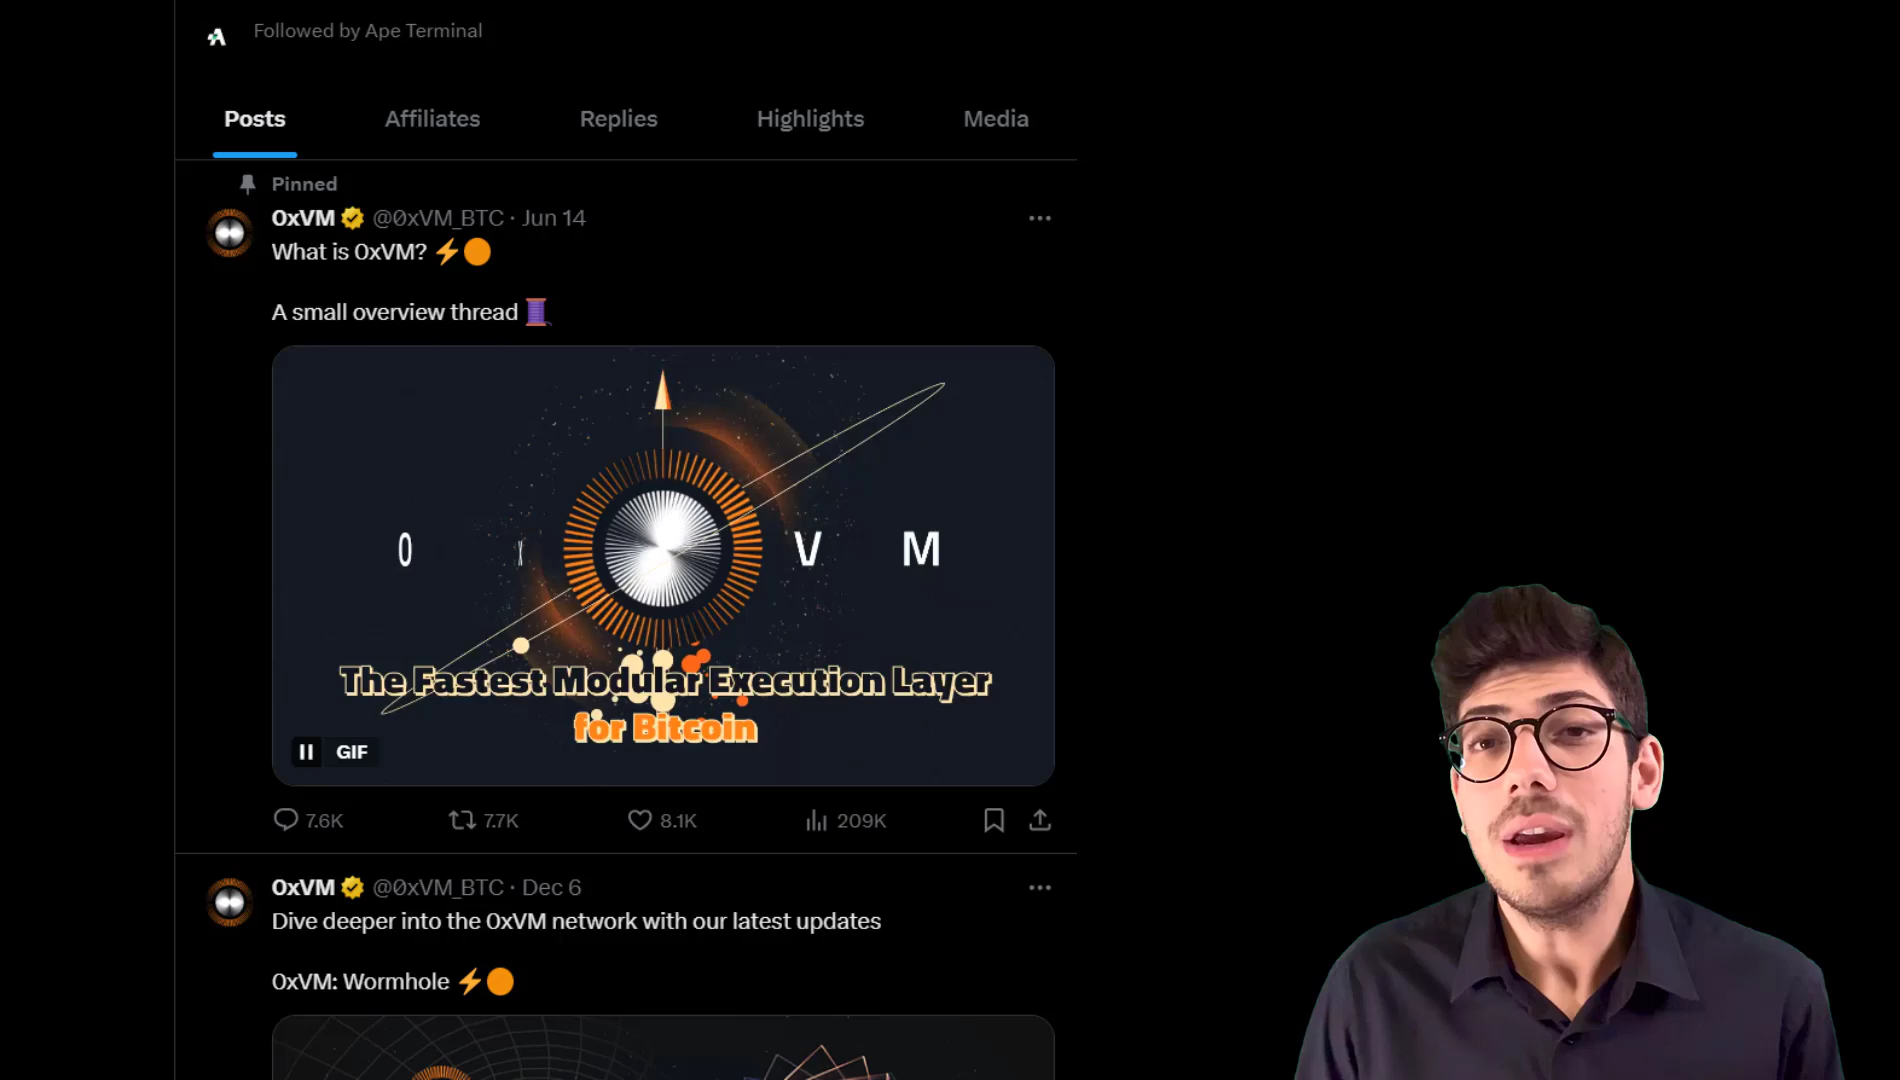 Followed by Ape Terminal
Posts Affiliates Replies Highlights Media
Pinned
0xVM @0xVM_BTC · Jun 14
What is 0xVM? ⚡🟠
A small overview thread 🧵
0 X V M
The Fastest Modular Execution Layer
for Bitcoin
GIF
7.6K 7.7K 8.1K 209K
0xVM @0xVM_BTC · Dec 6
Dive deeper into the 0xVM network with our latest updates
0xVM: Wormhole ⚡🟠